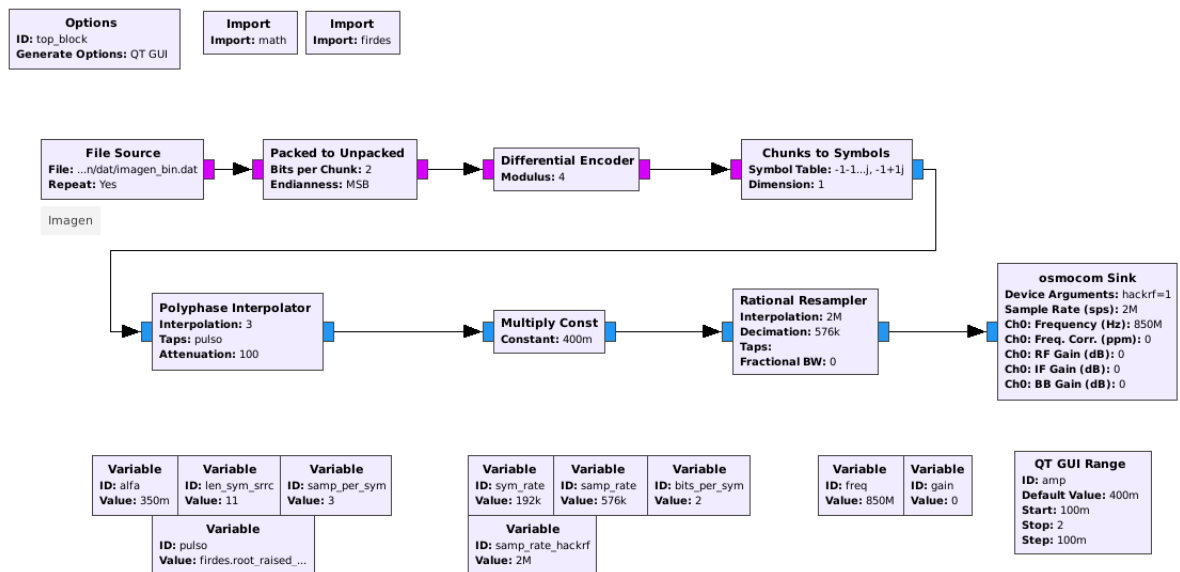 Options
ID: top_block
Generate Options: QT GUI
Import
Import: math
Import
Import: firdes
File Source
File: ...n/dat/imagen_bin.dat
Repeat: Yes
Imagen
Packed to Unpacked
Bits per Chunk: 2
Endianness: MSB
Differential Encoder
Modulus: 4
Chunks to Symbols
Symbol Table: -1-1...j, -1+1j
Dimension: 1
Polyphase Interpolator
Interpolation: 3
Taps: pulso
Attenuation: 100
Multiply Const
Constant: 400m
Rational Resampler
Interpolation: 2M
Decimation: 576k
Taps:
Fractional BW: 0
osmocom Sink
Device Arguments: hackrf=1
Sample Rate (sps): 2M
Ch0: Frequency (Hz): 850M
Ch0: Freq. Corr. (ppm): 0
Ch0: RF Gain (dB): 0
Ch0: IF Gain (dB): 0
Ch0: BB Gain (dB): 0
Variable
ID: alfa
Value: 350m
Variable
ID: len_sym_srrc
Value: 11
Variable
ID: samp_per_sym
Value: 3
Variable
ID: pulso
Value: firdes.root_raised_...
Variable
ID: sym_rate
Value: 192k
Variable
ID: samp_rate
Value: 576k
Variable
ID: bits_per_sym
Value: 2
Variable
ID: samp_rate_hackrf
Value: 2M
Variable
ID: freq
Value: 850M
Variable
ID: gain
Value: 0
QT GUI Range
ID: amp
Default Value: 400m
Start: 100m
Stop: 2
Step: 100m